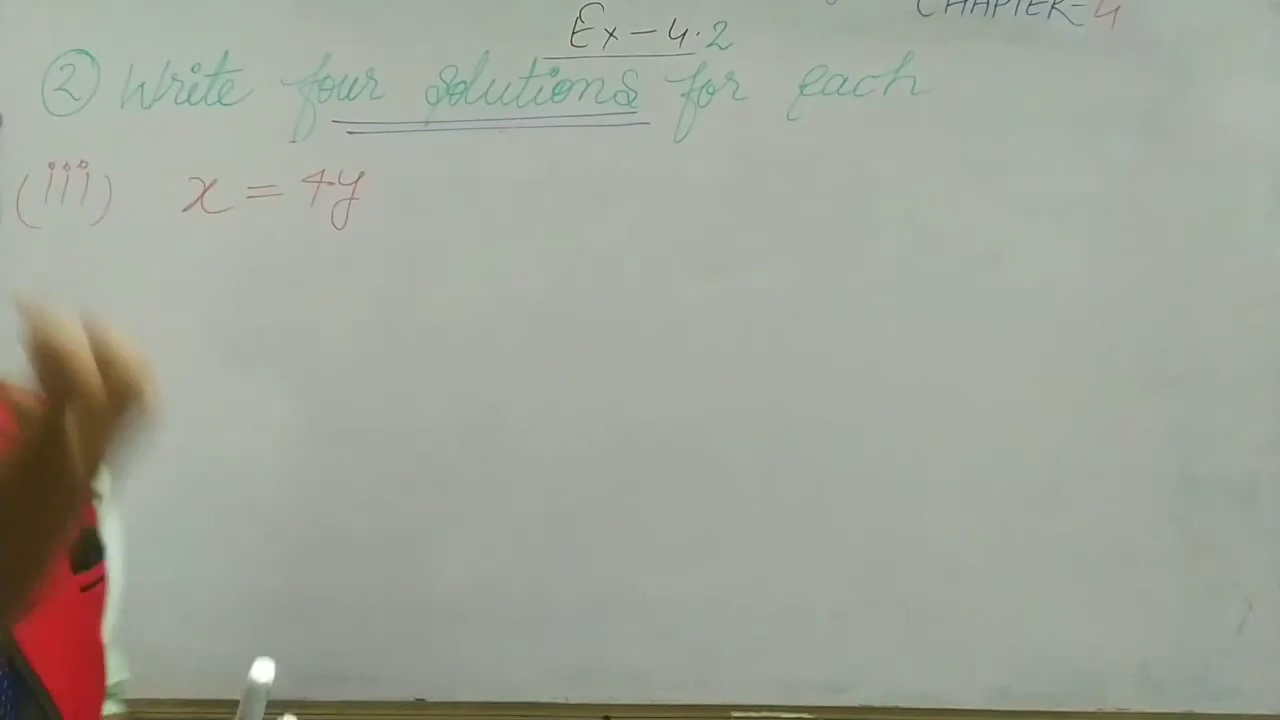 CHAPTER-4
Ex-4.2
② Write four solutions for each
(iii) x = 4y